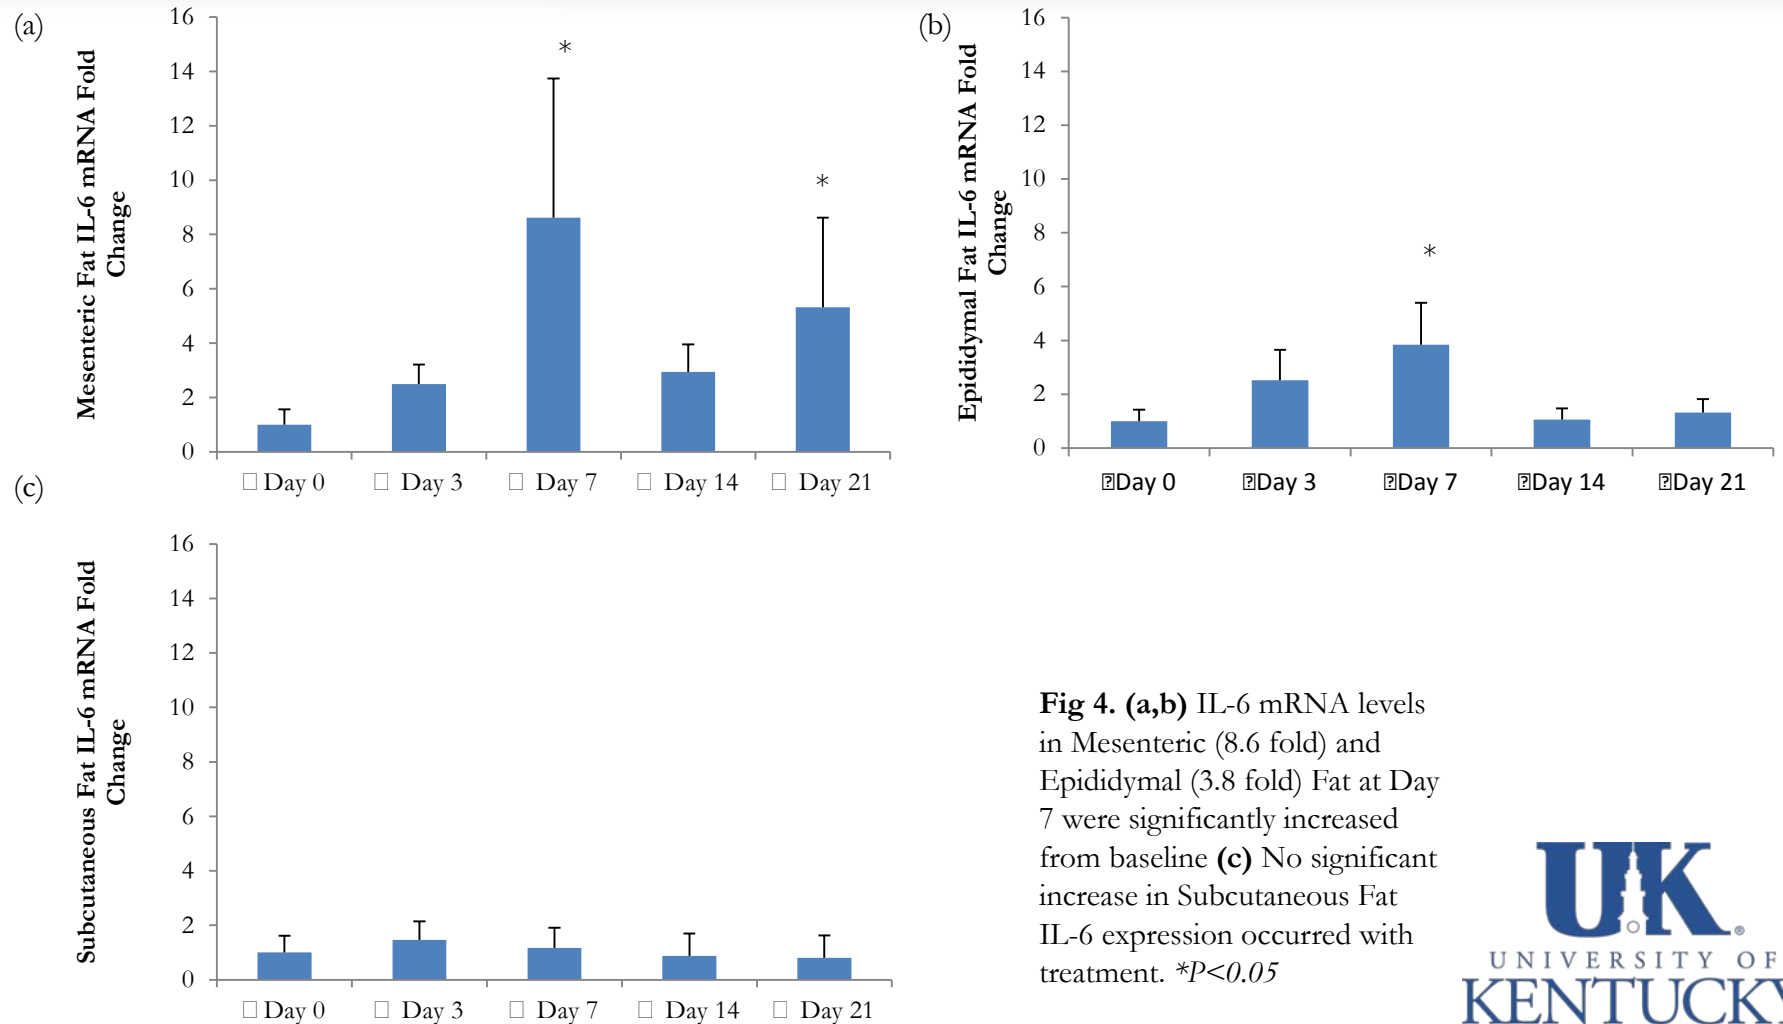 (a)
Mesenteric Fat IL-6 mRNA Fold
Change
16
14
12
10
8
6
4
2
0
*
*
Day 0
Day 3
Day 7
Day 14
Day 21
(b)
Epididymal Fat IL-6 mRNA Fold
Change
16
14
12
10
8
6
4
2
0
*
Day 0
Day 3
Day 7
Day 14
Day 21
(c)
Subcutaneous Fat IL-6 mRNA Fold
Change
16
14
12
10
8
6
4
2
0
Day 0
Day 3
Day 7
Day 14
Day 21
Fig 4. (a,b) IL-6 mRNA levels
in Mesenteric (8.6 fold) and
Epididymal (3.8 fold) Fat at Day
7 were significantly increased
from baseline (c) No significant
increase in Subcutaneous Fat
IL-6 expression occurred with
treatment. *P<0.05
UK®
UNIVERSITY OF
KENTUCKY